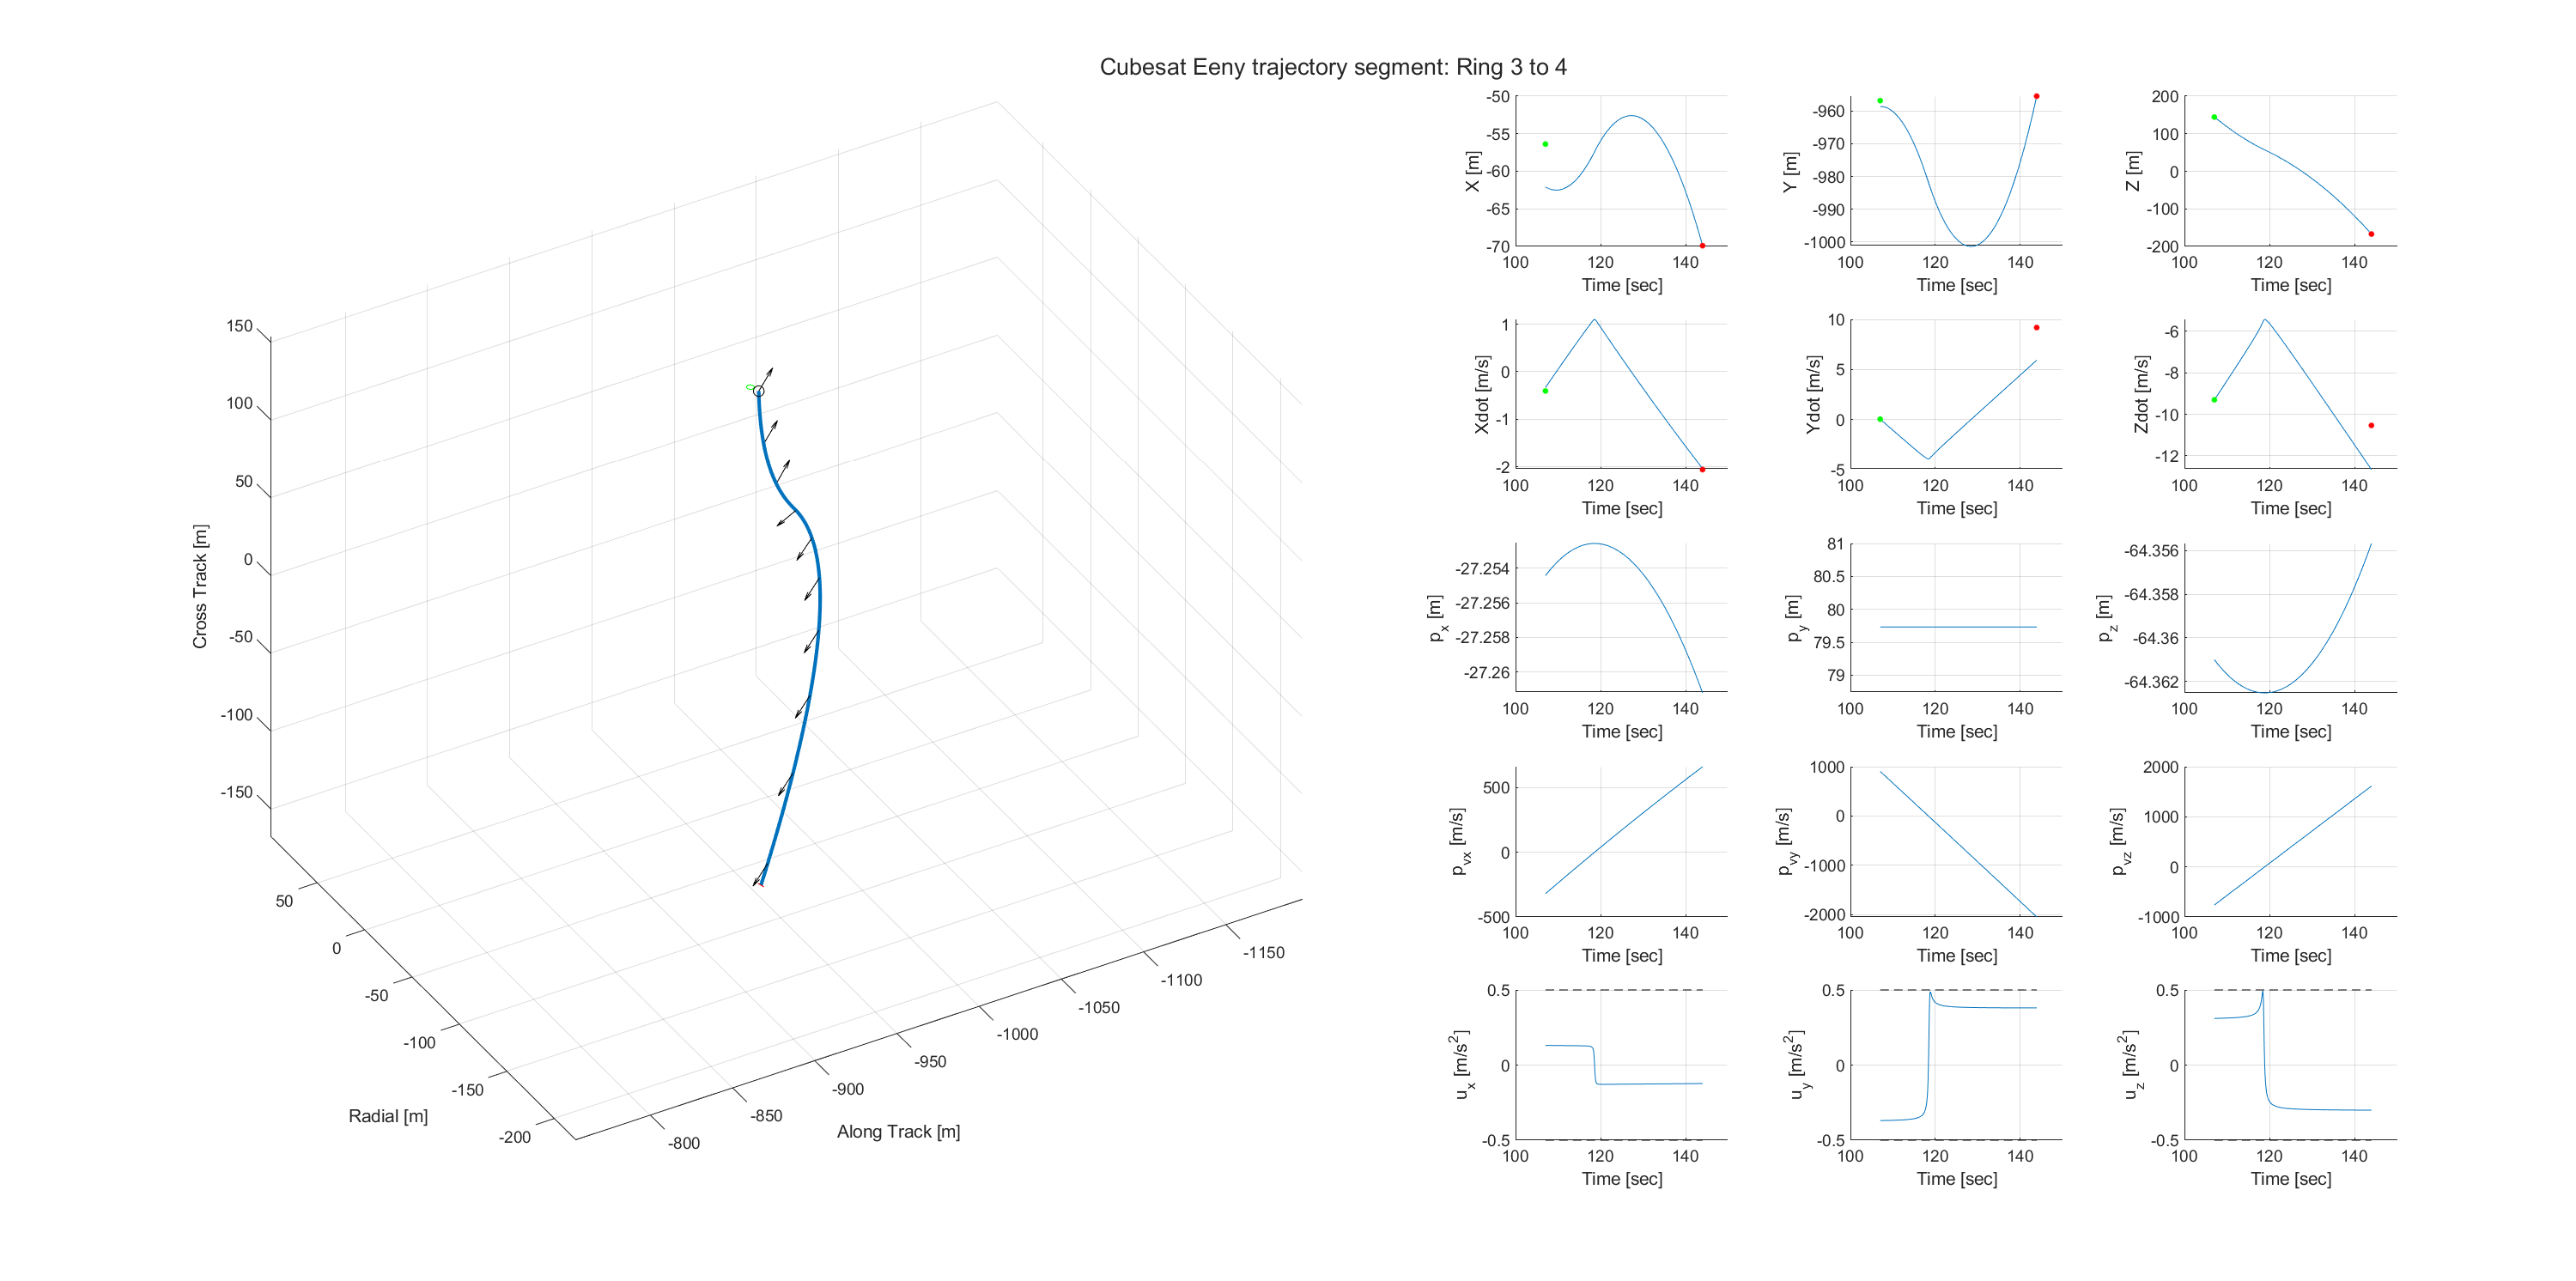 Cubesat Eeny trajectory segment: Ring 3 to 4
150
100
50
0
-50
-100
-150
Cross Track [m]
50
0
-50
-100
-150
-200
Radial [m]
-800
-850
-900
-950
-1000
-1050
-1100
-1150
Along Track [m]
-50
-55
-60
-65
-70
X [m]
100 120 140
Time [sec]
-960
-970
-980
-990
-1000
Y [m]
100 120 140
Time [sec]
200
100
0
-100
-200
Z [m]
100 120 140
Time [sec]
1
0
-1
-2
Xdot [m/s]
100 120 140
Time [sec]
10
5
0
-5
Ydot [m/s]
100 120 140
Time [sec]
-6
-8
-10
-12
Zdot [m/s]
100 120 140
Time [sec]
-27.254
-27.256
-27.258
-27.26
p_x [m]
100 120 140
Time [sec]
81
80.5
80
79.5
79
p_y [m]
100 120 140
Time [sec]
-64.356
-64.358
-64.36
-64.362
p_z [m]
100 120 140
Time [sec]
500
0
-500
p_vx [m/s]
100 120 140
Time [sec]
1000
0
-1000
-2000
p_vy [m/s]
100 120 140
Time [sec]
2000
1000
0
-1000
p_vz [m/s]
100 120 140
Time [sec]
0.5
0
-0.5
u_x [m/s²]
100 120 140
Time [sec]
0.5
0
-0.5
u_y [m/s²]
100 120 140
Time [sec]
0.5
0
-0.5
u_z [m/s²]
100 120 140
Time [sec]